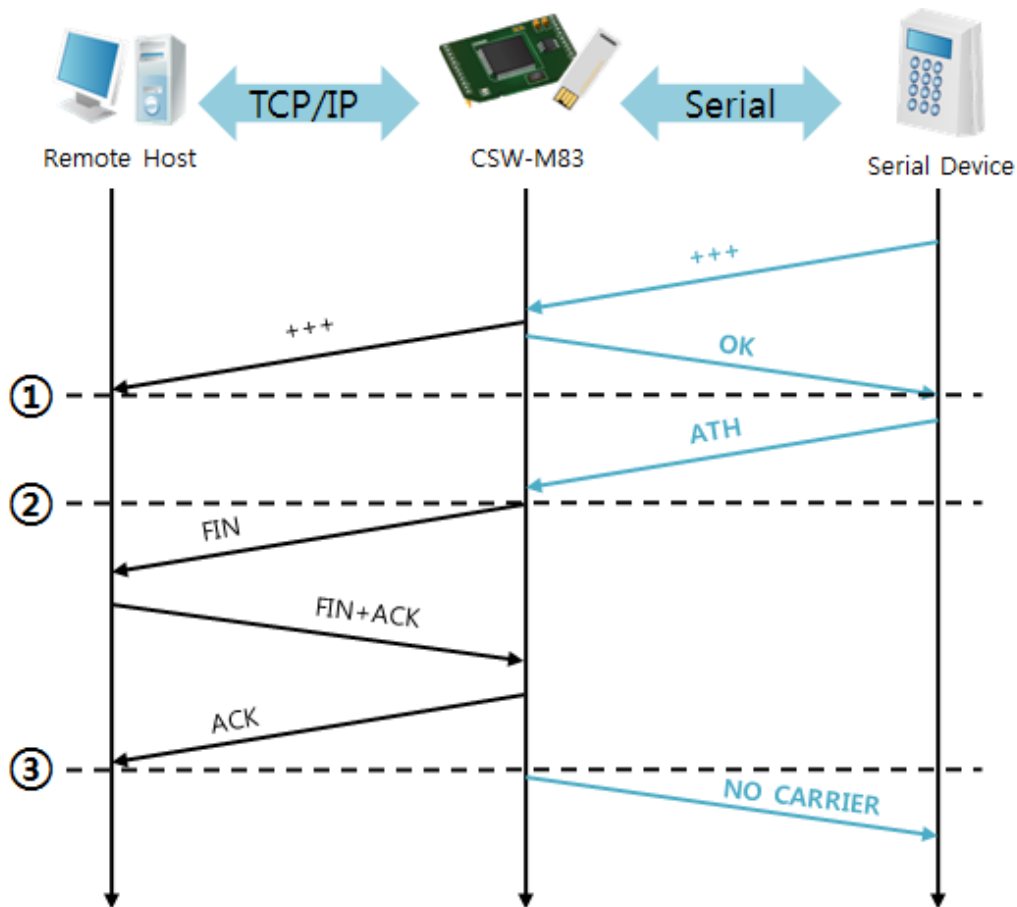 TCP/IP
Serial
Remote Host
CSW-M83
Serial Device
+++
+++
OK
①
ATH
②
FIN
FIN+ACK
ACK
③
NO CARRIER